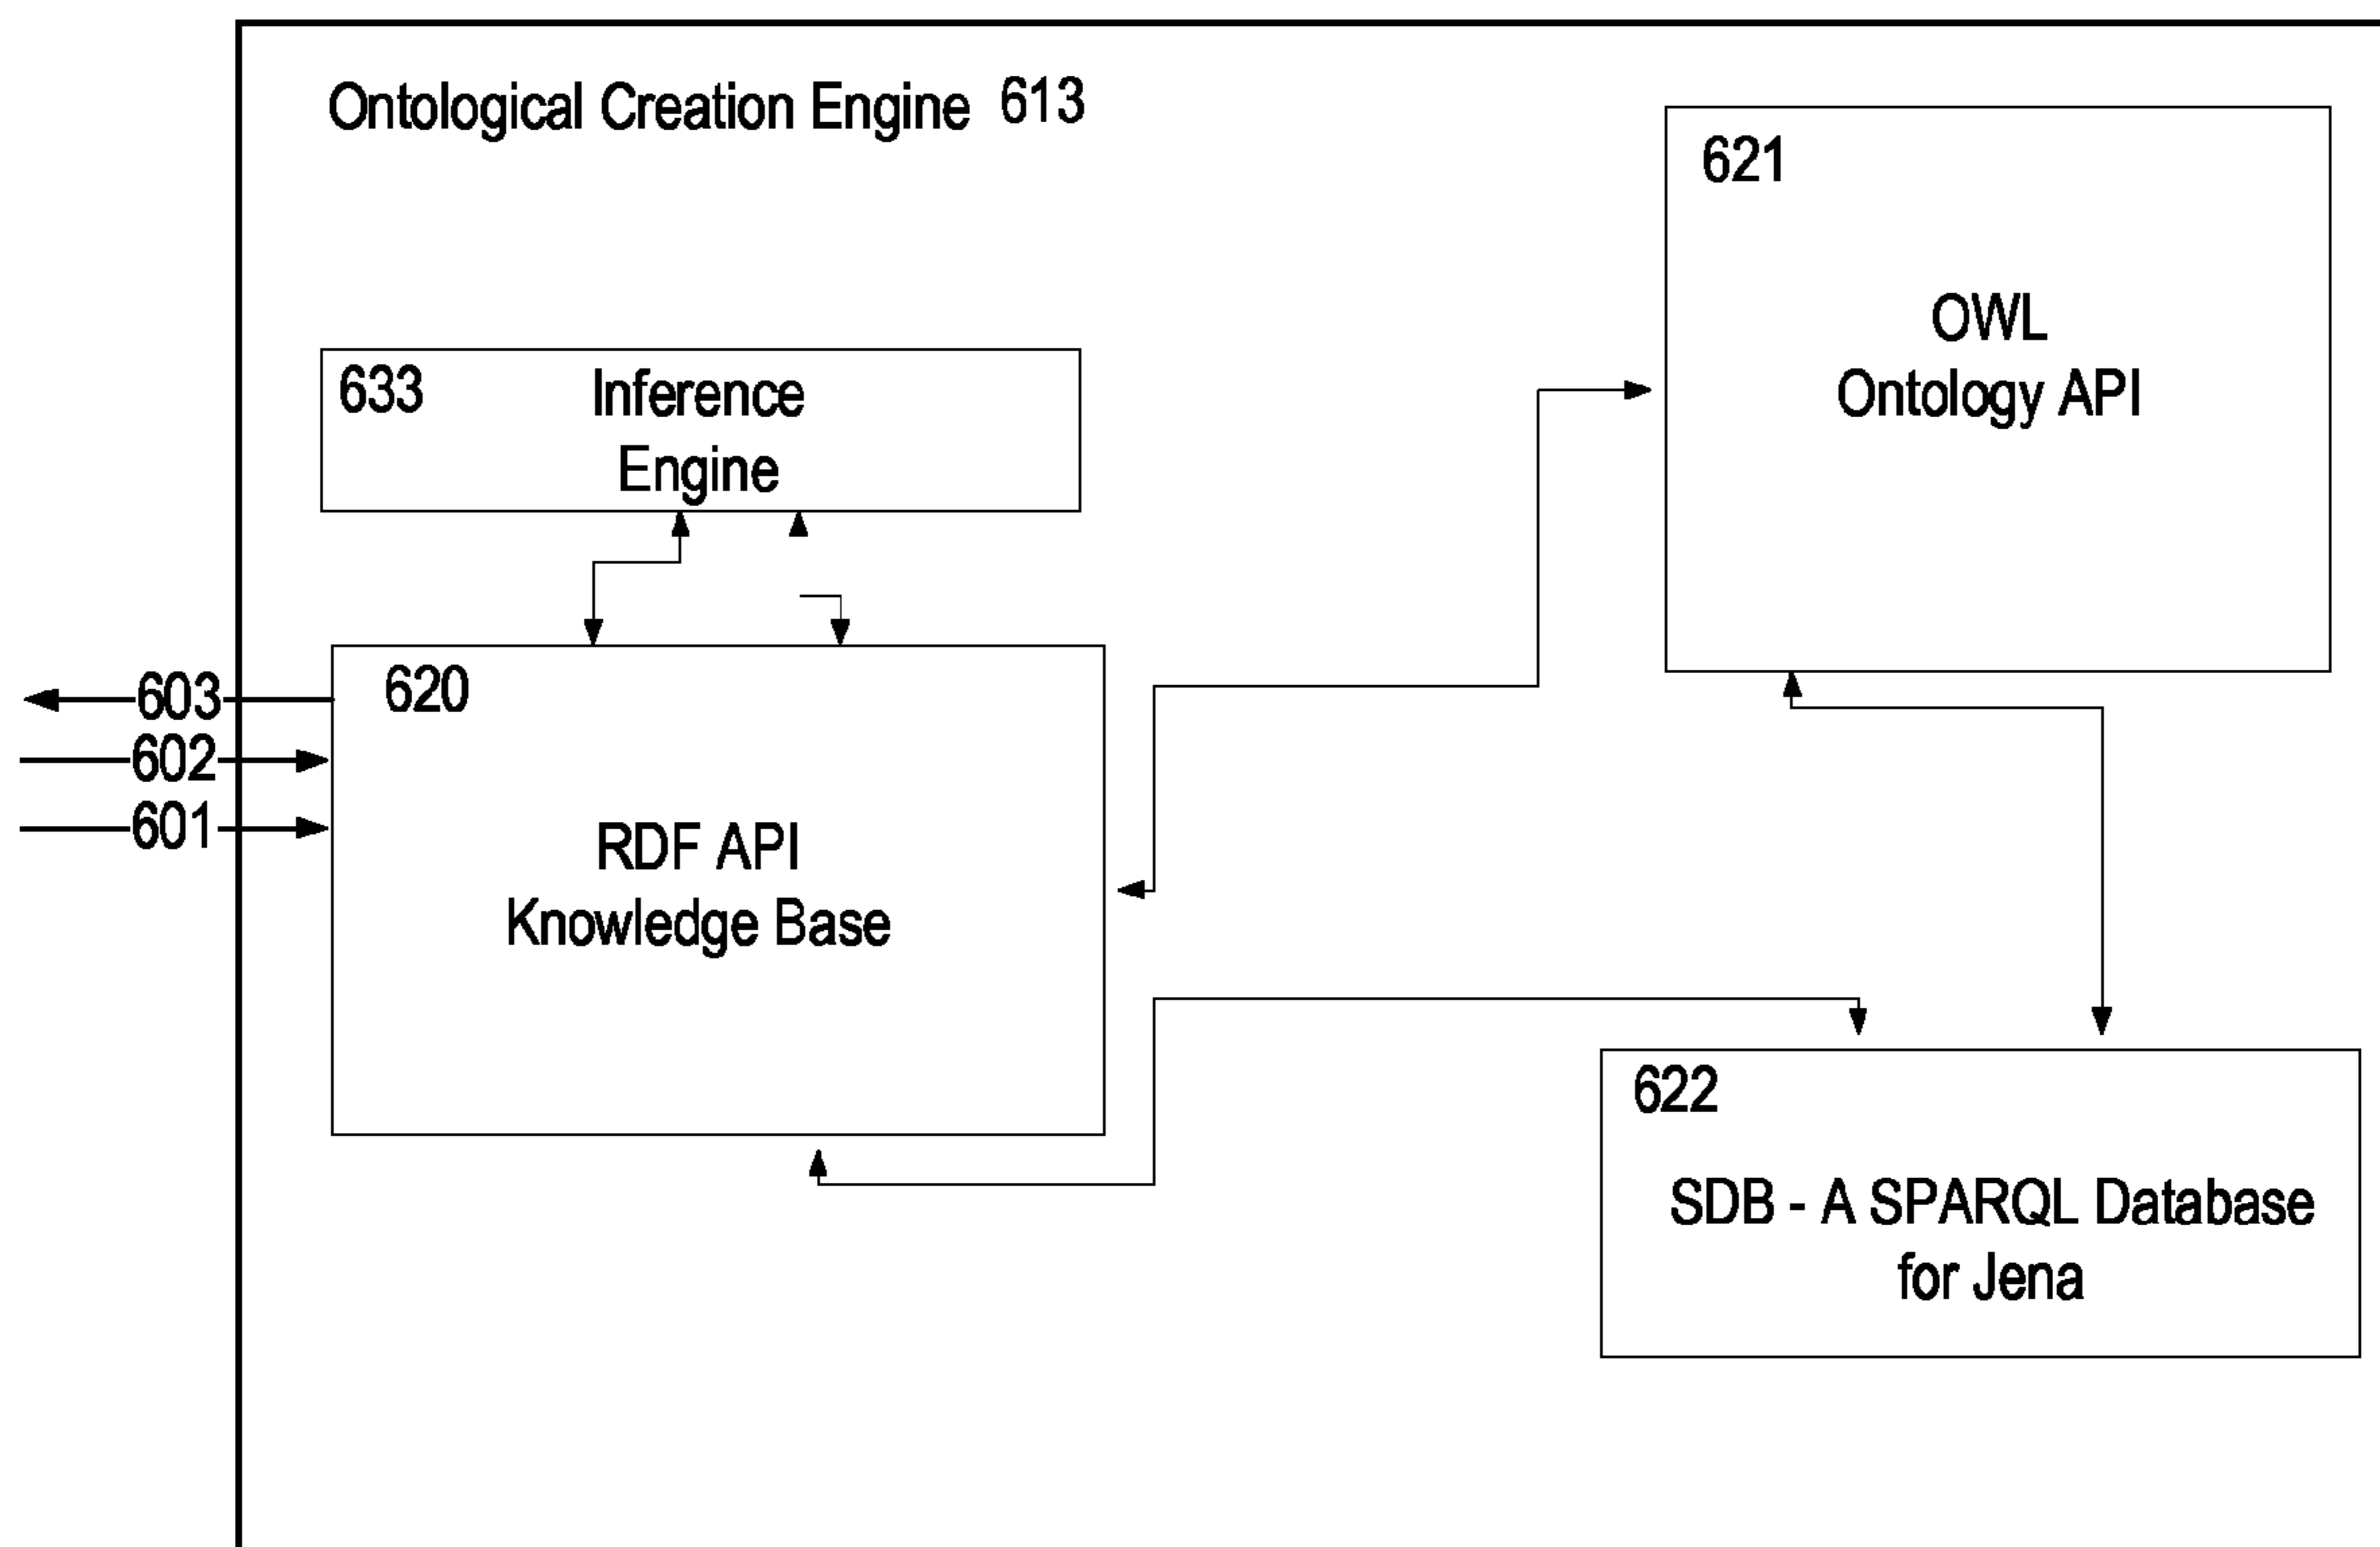 Ontological Creation Engine 613
621
OWL
Ontology API
633
Inference
Engine
620
603
602
601
RDF API
Knowledge Base
622
SDB - A SPARQL Database
for Jena